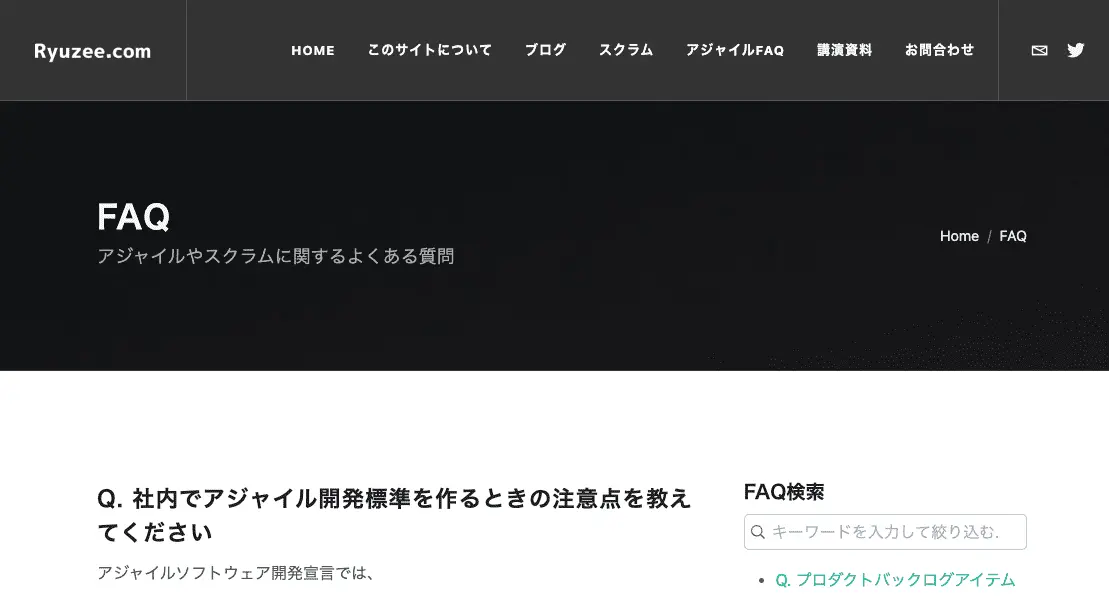 Ryuzee.com
HOME
このサイトについて
ブログ
スクラム
アジャイルFAQ
講演資料
お問合わせ
FAQ
アジャイルやスクラムに関するよくある質問
Home / FAQ
Q. 社内でアジャイル開発標準を作るときの注意点を教え
てください
アジャイルソフトウェア開発宣言では、
FAQ検索
キーワードを入力して絞り込む.
• Q. プロダクトバックログアイテム